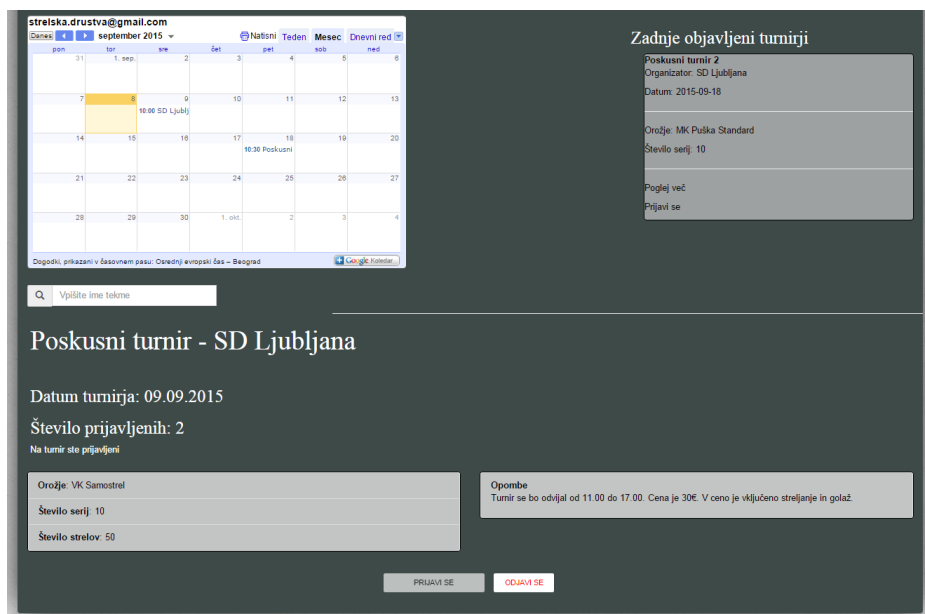 strelska.drustva@gmail.com
Danes september 2015 Natisni Teden Mesec Dnevni red
pon tor sre čet pet sob ned
31 1. sep. 2 3 4 5 6
7 8 9 10 11 12 13
10:00 SD Ljublj
14 15 16 17 18 19 20
10:30 Poskusni
21 22 23 24 25 26 27
28 29 30 1. okt. 2 3 4
Dogodki, prikazani v časovnem pasu: Osrednji evropski čas – Beograd
Google Koledar
Zadnje objavljeni turnirji
Poskusni turnir 2
Organizator: SD Ljubljana
Datum: 2015-09-18
Orožje: MK Puška Standard
Število serij: 10
Poglej več
Prijavi se
Vpišite ime tekme
Poskusni turnir - SD Ljubljana
Datum turnirja: 09.09.2015
Število prijavljenih: 2
Na turnir ste prijavljeni
Orožje: VK Samostrel
Število serij: 10
Število strelov: 50
Opombe
Turnir se bo odvijal od 11.00 do 17.00. Cena je 30€. V ceno je vključeno streljanje in golaž.
PRIJAVI SE ODJAVI SE